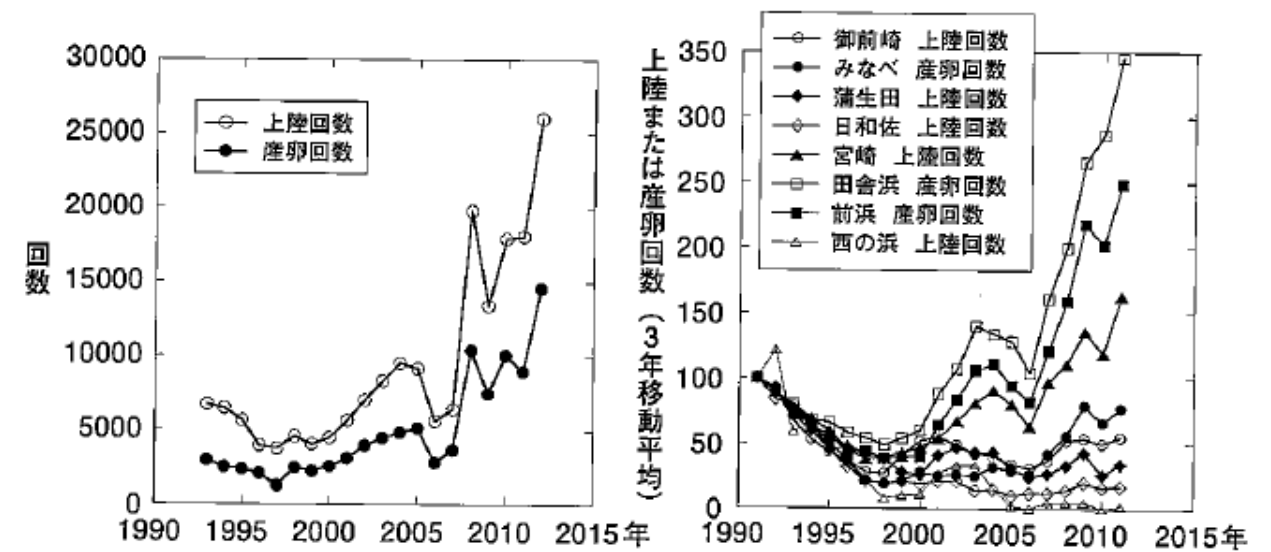 30000
25000
20000
15000
10000
5000
0
回数
上陸回数
産卵回数
1990 1995 2000 2005 2010 2015年
上陸または産卵回数(3年移動平均)
350
300
250
200
150
100
50
0
御前崎 上陸回数
みなべ 産卵回数
蒲生田 上陸回数
日和佐 上陸回数
宮崎 上陸回数
田舎浜 産卵回数
前浜 産卵回数
西の浜 上陸回数
1990 1995 2000 2005 2010 2015年